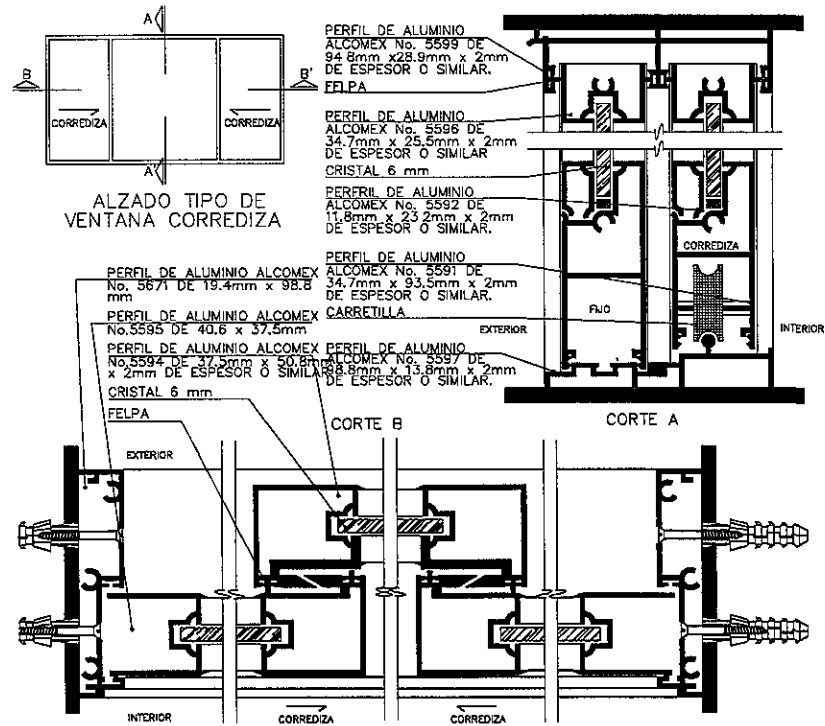 A
B
B'
CORREDIZA
CORREDIZA
A'
ALZADO TIPO DE
VENTANA CORREDIZA
PERFIL DE ALUMINIO
ALCOMEX No. 5599 DE
94.8mm x28.9mm x 2mm
DE ESPESOR O SIMILAR.
FELPA
PERFIL DE ALUMINIO
ALCOMEX No. 5596 DE
34.7mm x 25.5mm x 2mm
DE ESPESOR O SIMILAR
CRISTAL 6 mm
PERFRIL DE ALUMINIO
ALCOMEX No. 5592 DE
11.8mm x 23.2mm x 2mm
DE ESPESOR O SIMILAR.
PERFIL DE ALUMINIO
ALCOMEX No. 5591 DE
34.7mm x 93.5mm x 2mm
DE ESPESOR O SIMILAR.
CARRETILLA
PERFIL DE ALUMINIO
ALCOMEX No. 5597 DE
98.8mm x 13.8mm x 2mm
DE ESPESOR O SIMILAR.
CORREDIZA
FIJO
EXTERIOR
INTERIOR
CORTE A
PERFIL DE ALUMINIO ALCOMEX
No. 5671 DE 19.4mm x 98.8
mm
PERFIL DE ALUMINIO ALCOMEX
No.5595 DE 40.6 x 37.5mm
PERFIL DE ALUMINIO ALCOMEX
No.5594 DE 37.5mm x 50.8mm
x 2mm DE ESPESOR O SIMILAR
CRISTAL 6 mm
FELPA
CORTE B
EXTERIOR
INTERIOR
CORREDIZA
CORREDIZA